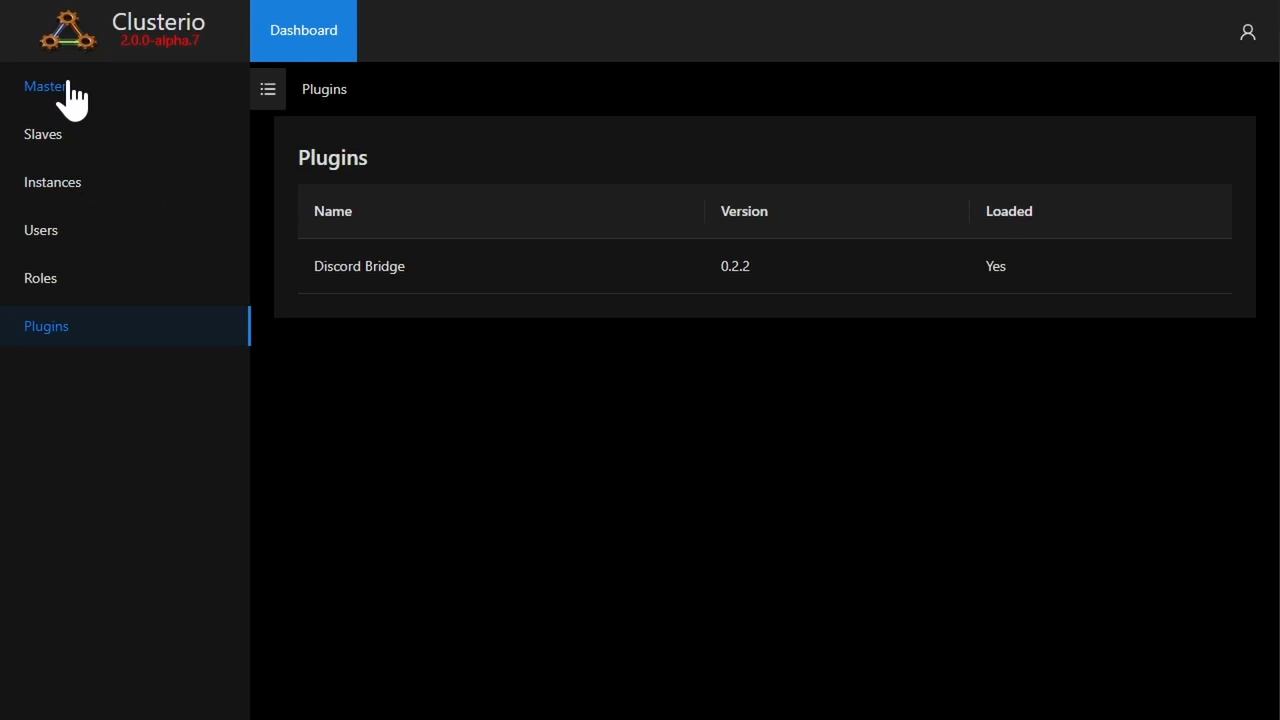 Clusterio
2.0.0-alpha.7
Dashboard
Master
Slaves
Instances
Users
Roles
Plugins
Plugins
Plugins
Name Version Loaded
Discord Bridge 0.2.2 Yes